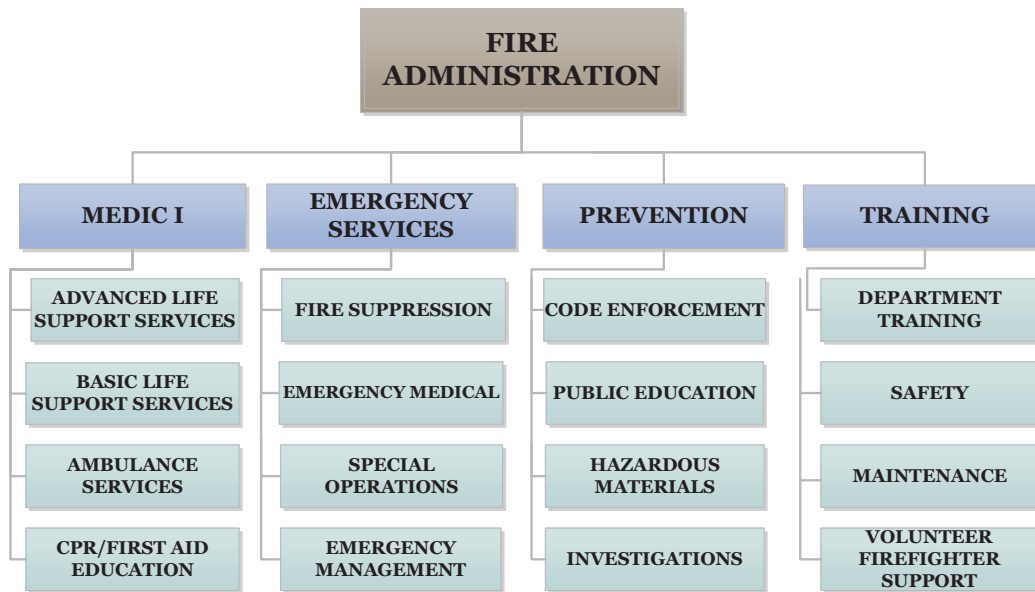 FIRE
ADMINISTRATION
MEDIC I
EMERGENCY
SERVICES
PREVENTION
TRAINING
ADVANCED LIFE
SUPPORT SERVICES
BASIC LIFE
SUPPORT SERVICES
AMBULANCE
SERVICES
CPR/FIRST AID
EDUCATION
FIRE SUPPRESSION
EMERGENCY MEDICAL
SPECIAL
OPERATIONS
EMERGENCY
MANAGEMENT
CODE ENFORCEMENT
PUBLIC EDUCATION
HAZARDOUS
MATERIALS
INVESTIGATIONS
DEPARTMENT
TRAINING
SAFETY
MAINTENANCE
VOLUNTEER
FIREFIGHTER
SUPPORT